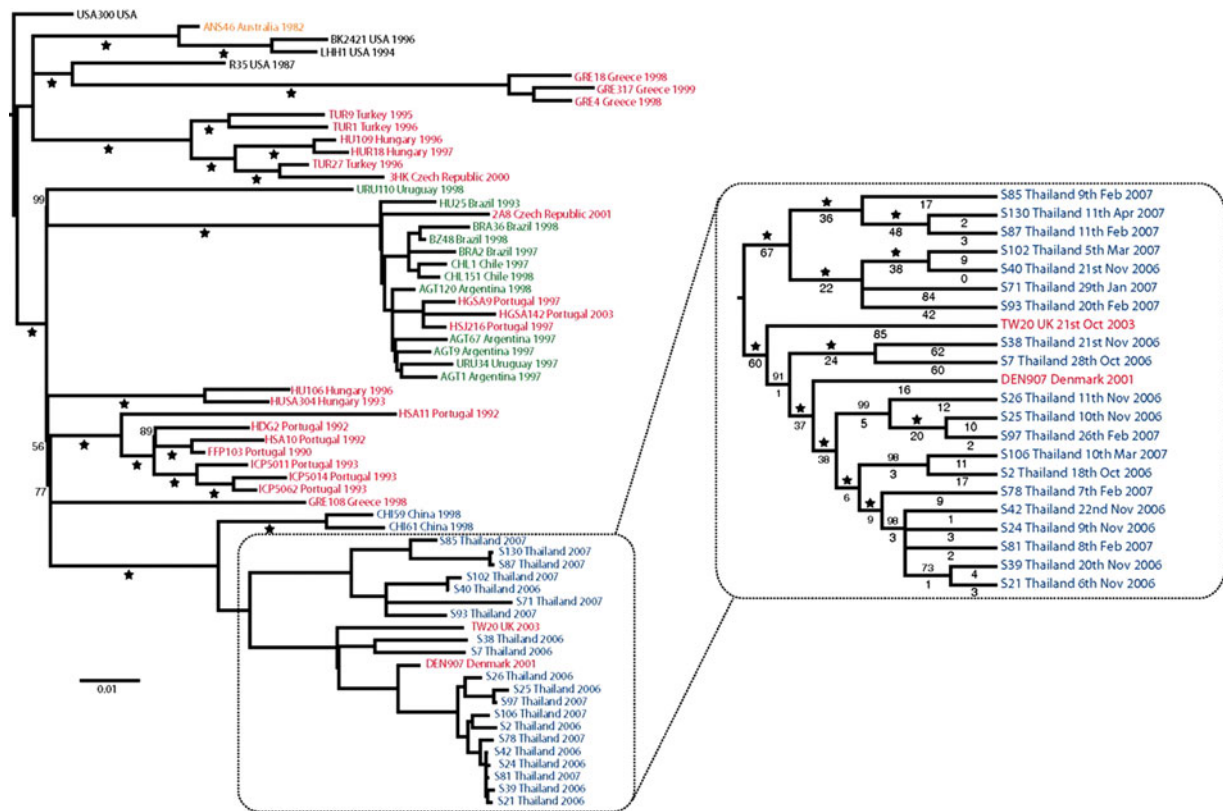 USA300 USA
ANS46 Australia 1982
BK2421 USA 1996
LHH1 USA 1994
R35 USA 1987
GRE18 Greece 1998
GRE317 Greece 1999
GRE4 Greece 1998
TUR9 Turkey 1995
TUR1 Turkey 1996
HU109 Hungary 1996
HUR18 Hungary 1997
TUR27 Turkey 1996
3HK Czech Republic 2000
99
URU110 Uruguay 1998
HU25 Brazil 1993
2A8 Czech Republic 2001
BRA36 Brazil 1998
BZ48 Brazil 1998
BRA2 Brazil 1997
CHL1 Chile 1997
CHL151 Chile 1998
AGT120 Argentina 1998
HGSA9 Portugal 1997
HGSA142 Portugal 2003
HSJ216 Portugal 1997
AGT67 Argentina 1997
AGT9 Argentina 1997
URU34 Uruguay 1997
AGT1 Argentina 1997
HU106 Hungary 1996
HUSA304 Hungary 1993
HSA11 Portugal 1992
HDG2 Portugal 1992
89
HSA10 Portugal 1992
56
FFP103 Portugal 1990
ICP5011 Portugal 1993
ICP5014 Portugal 1993
ICP5062 Portugal 1993
77
GRE108 Greece 1998
CHI59 China 1998
CHI61 China 1998
S85 Thailand 2007
S130 Thailand 2007
S87 Thailand 2007
S102 Thailand 2007
S40 Thailand 2006
S71 Thailand 2007
S93 Thailand 2007
TW20 UK 2003
S38 Thailand 2006
S7 Thailand 2006
DEN907 Denmark 2001
S26 Thailand 2006
S25 Thailand 2006
S97 Thailand 2007
S106 Thailand 2007
S2 Thailand 2006
S78 Thailand 2007
S42 Thailand 2006
S24 Thailand 2006
S81 Thailand 2007
S39 Thailand 2006
S21 Thailand 2006
0.01
S85 Thailand 9th Feb 2007
17
36
S130 Thailand 11th Apr 2007
2
48
S87 Thailand 11th Feb 2007
3
67
S102 Thailand 5th Mar 2007
9
38
S40 Thailand 21st Nov 2006
0
22
S71 Thailand 29th Jan 2007
84
S93 Thailand 20th Feb 2007
42
TW20 UK 21st Oct 2003
85
60
S38 Thailand 21st Nov 2006
62
24
S7 Thailand 28th Oct 2006
60
91
1
DEN907 Denmark 2001
16
37
S26 Thailand 11th Nov 2006
99
12
5
S25 Thailand 10th Nov 2006
10
20
S97 Thailand 26th Feb 2007
2
38
S106 Thailand 10th Mar 2007
98
11
3
S2 Thailand 18th Oct 2006
17
6
S78 Thailand 7th Feb 2007
9
9
S42 Thailand 22nd Nov 2006
1
98
3
S24 Thailand 9th Nov 2006
3
S81 Thailand 8th Feb 2007
2
S39 Thailand 20th Nov 2006
73
4
1
S21 Thailand 6th Nov 2006
3